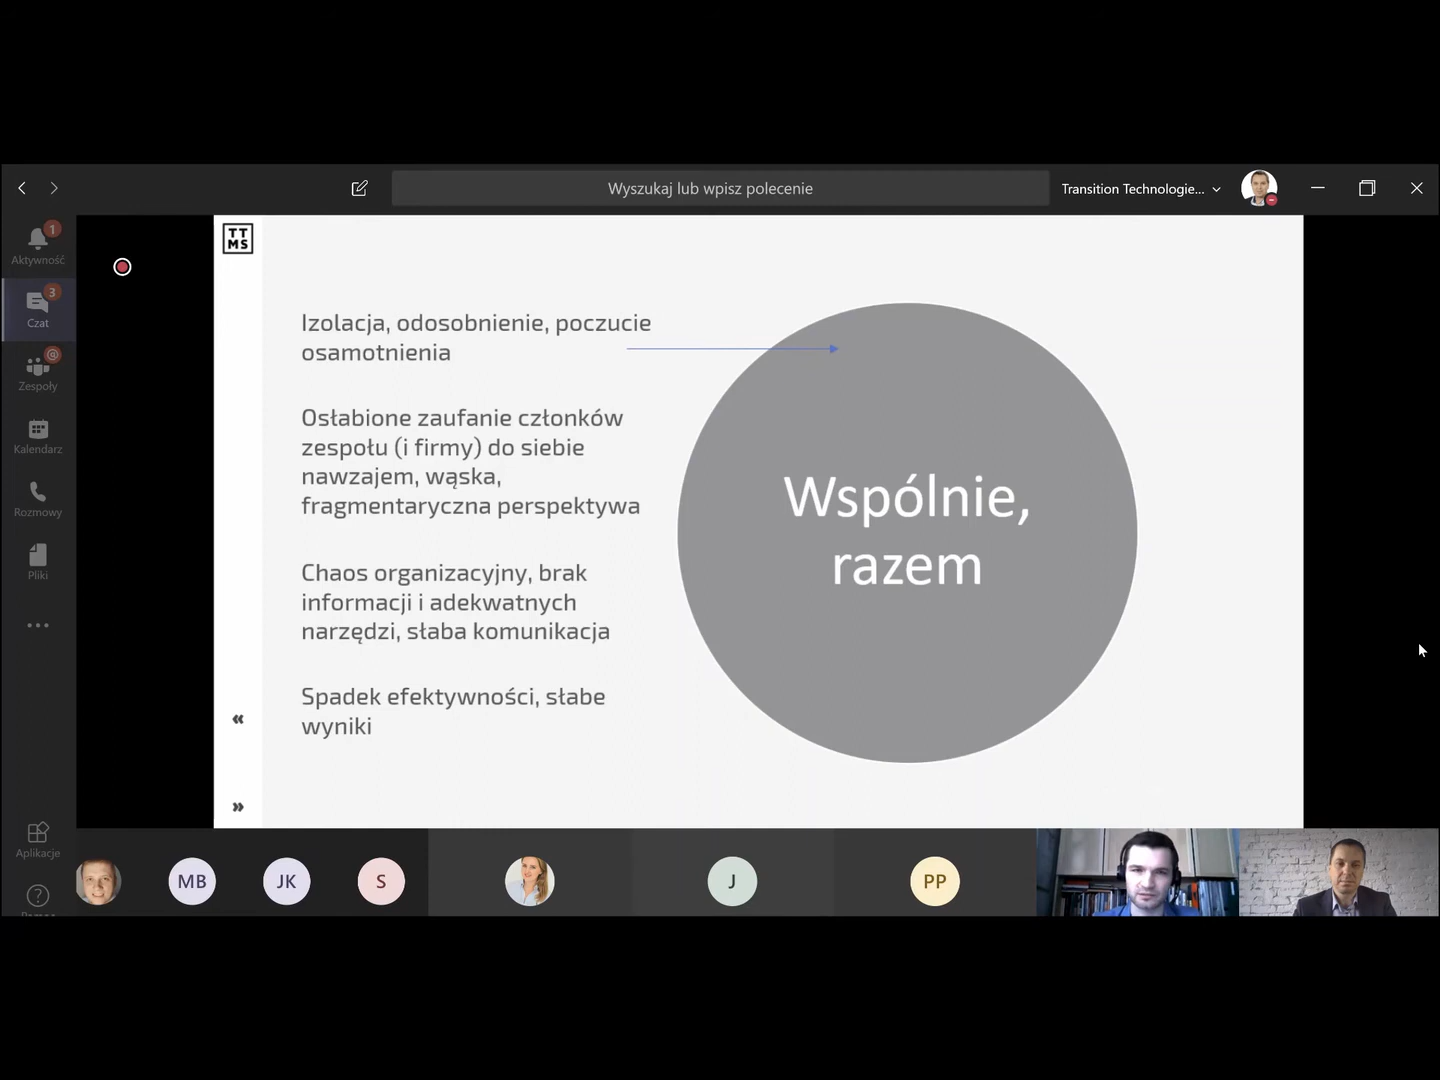 Wyszukaj lub wpisz polecenie
Transition Technologie...
1
Aktywność
3
Czat
@
Zespoły
Kalendarz
Rozmowy
Pliki
Aplikacje
?
TT
MS
Izolacja, odosobnienie, poczucie
osamotnienia
Osłabione zaufanie członków
zespołu (i firmy) do siebie
nawzajem, wąska,
fragmentaryczna perspektywa
Chaos organizacyjny, brak
informacji i adekwatnych
narzędzi, słaba komunikacja
Spadek efektywności, słabe
wyniki
«
»
Wspólnie,
razem
MB
JK
S
J
PP